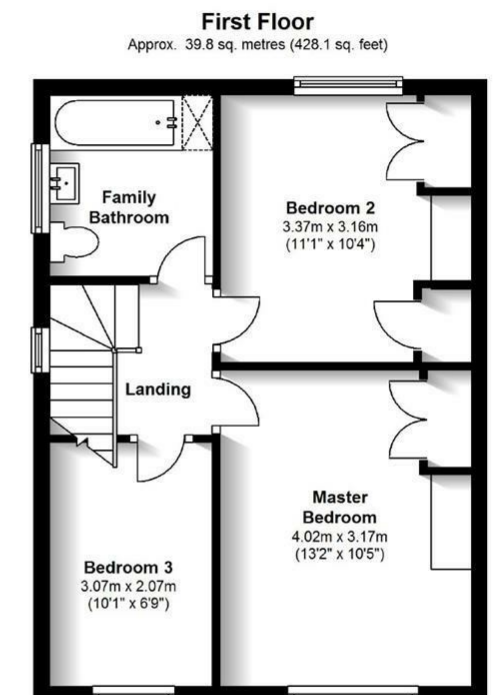 First Floor
Approx. 39.8 sq. metres (428.1 sq. feet)
Family
Bathroom
Bedroom 2
3.37m x 3.16m
(11'1" x 10'4")
Landing
Master
Bedroom
4.02m x 3.17m
(13'2" x 10'5")
Bedroom 3
3.07m x 2.07m
(10'1" x 6'9")